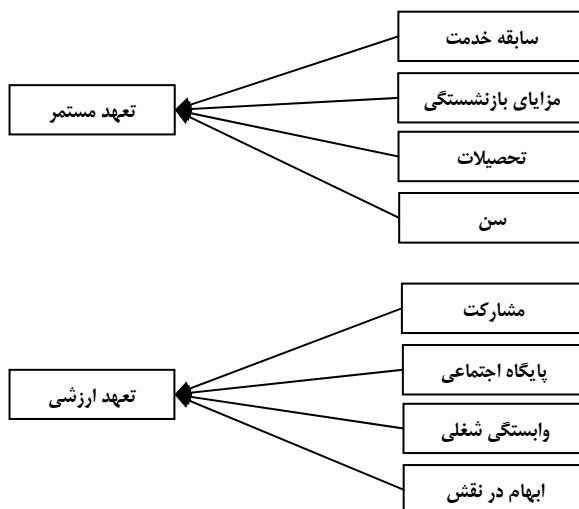 سابقه خدمت
مزایای بازنشستگی
تعهد مستمر
تحصیلات
سن
مشارکت
پایگاه اجتماعی
تعهد ارزشی
وابستگی شغلی
ابهام در نقش